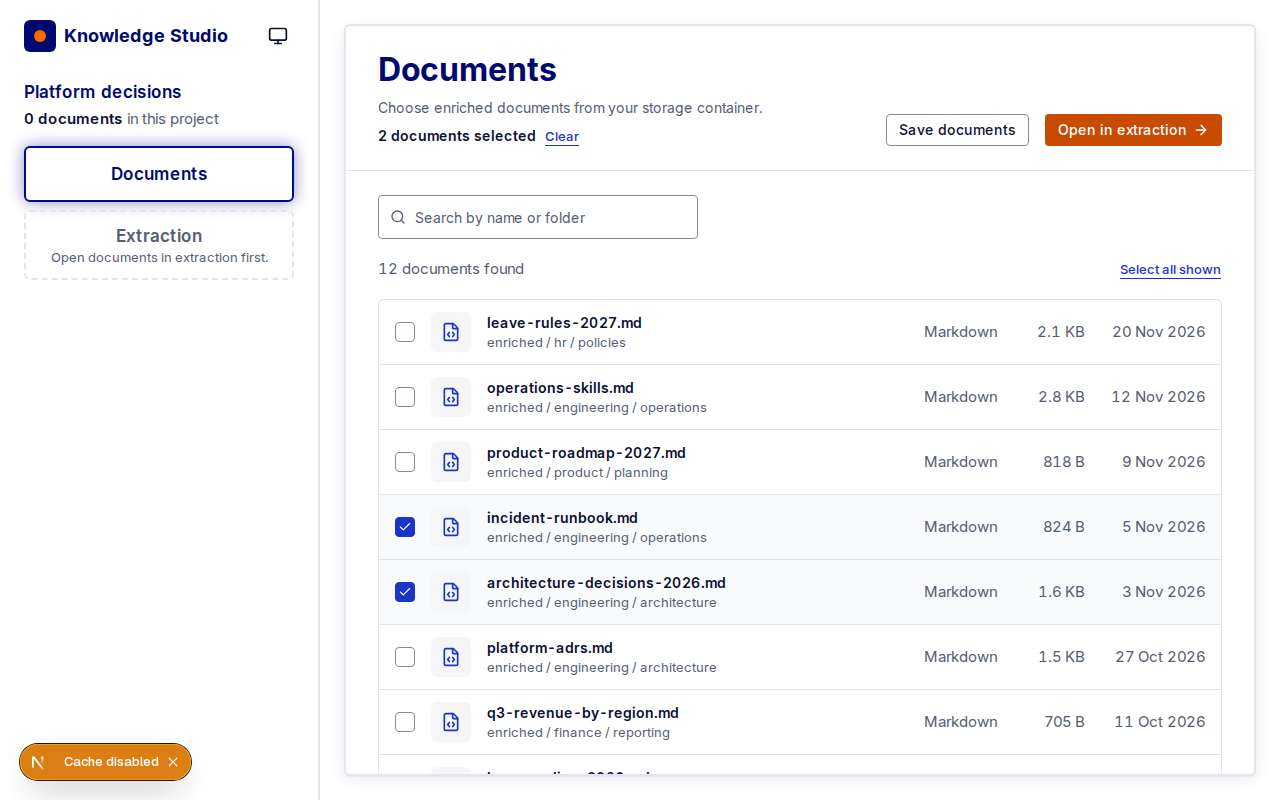 Knowledge Studio
Platform decisions
0 documents in this project
Documents
Extraction
Open documents in extraction first.
Cache disabled
Documents
Choose enriched documents from your storage container.
2 documents selected Clear
Save documents
Open in extraction
Search by name or folder
12 documents found
Select all shown
leave-rules-2027.md
enriched / hr / policies
Markdown 2.1 KB 20 Nov 2026
operations-skills.md
enriched / engineering / operations
Markdown 2.8 KB 12 Nov 2026
product-roadmap-2027.md
enriched / product / planning
Markdown 818 B 9 Nov 2026
incident-runbook.md
enriched / engineering / operations
Markdown 824 B 5 Nov 2026
architecture-decisions-2026.md
enriched / engineering / architecture
Markdown 1.6 KB 3 Nov 2026
platform-adrs.md
enriched / engineering / architecture
Markdown 1.5 KB 27 Oct 2026
q3-revenue-by-region.md
enriched / finance / reporting
Markdown 705 B 11 Oct 2026